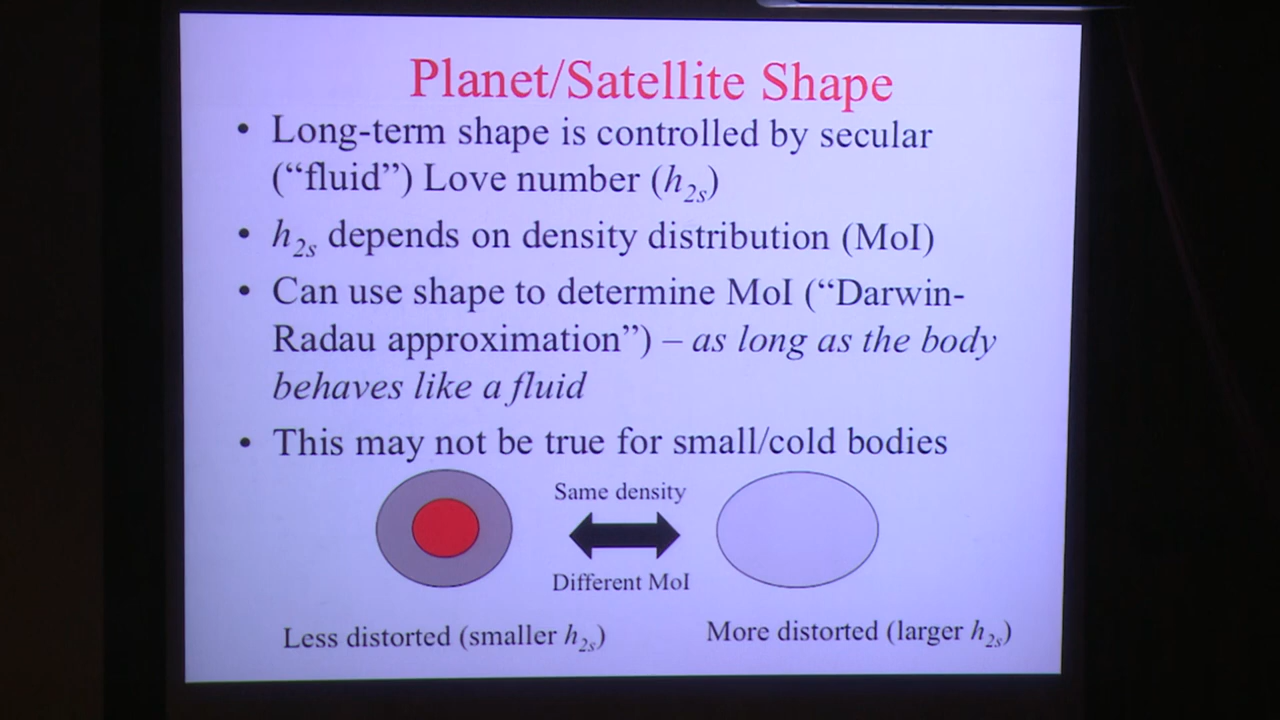 Planet/Satellite Shape
• Long-term shape is controlled by secular
(“fluid”) Love number (h2s)
• h2s depends on density distribution (MoI)
• Can use shape to determine MoI (“Darwin-
Radau approximation”) – as long as the body
behaves like a fluid
• This may not be true for small/cold bodies
Same density
Different MoI
Less distorted (smaller h2s)
More distorted (larger h2s)